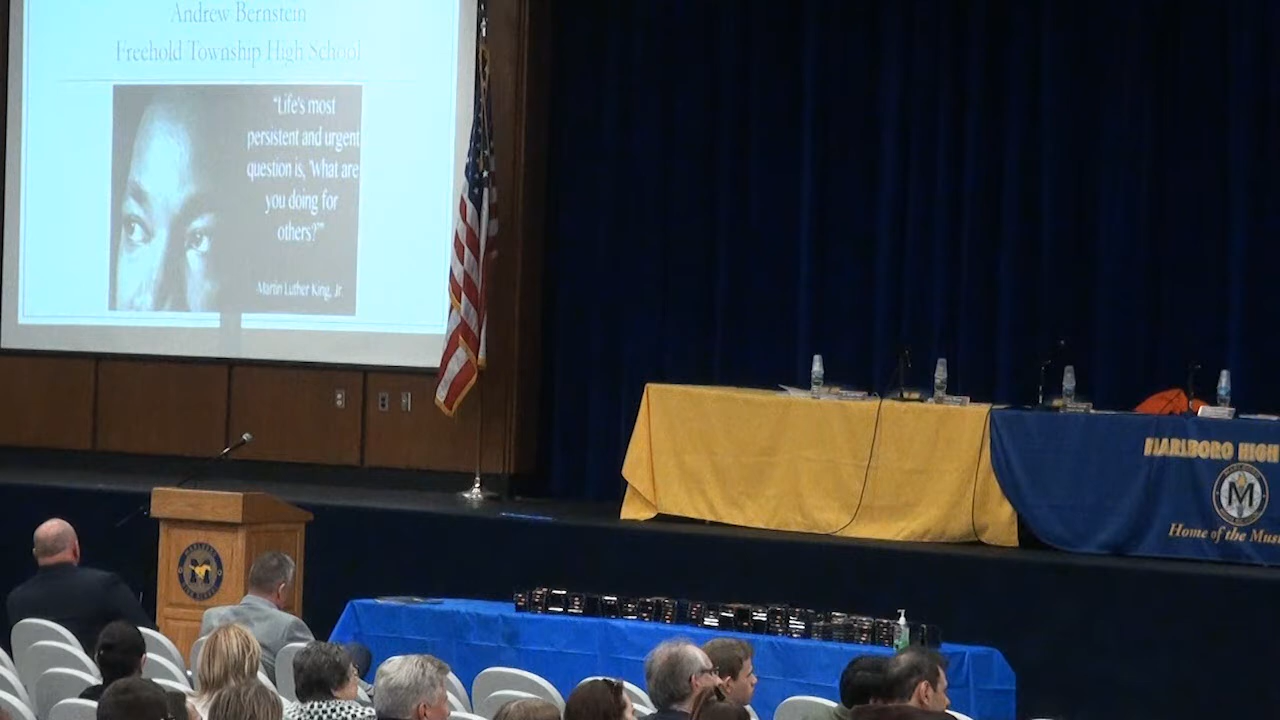 Andrew Bernstein
Freehold Township High School
"Life's most
persistent and urgent
question is, 'What are
you doing for
others?'"
Martin Luther King, Jr.
MARLBORO HIGH
M
Home of the Mus